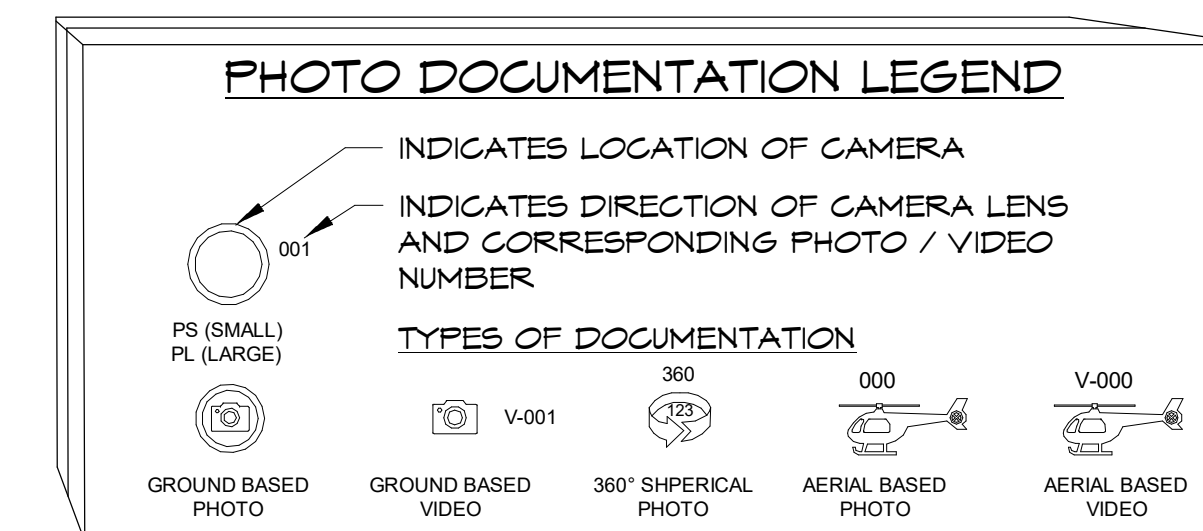 PHOTO DOCUMENTATION LEGEND
INDICATES LOCATION OF CAMERA
INDICATES DIRECTION OF CAMERA LENS
AND CORRESPONDING PHOTO / VIDEO
NUMBER
001
PS (SMALL)
PL (LARGE)
TYPES OF DOCUMENTATION
GROUND BASED
PHOTO
V-001
GROUND BASED
VIDEO
360
123
360° SHPERICAL
PHOTO
000
AERIAL BASED
PHOTO
V-000
AERIAL BASED
VIDEO